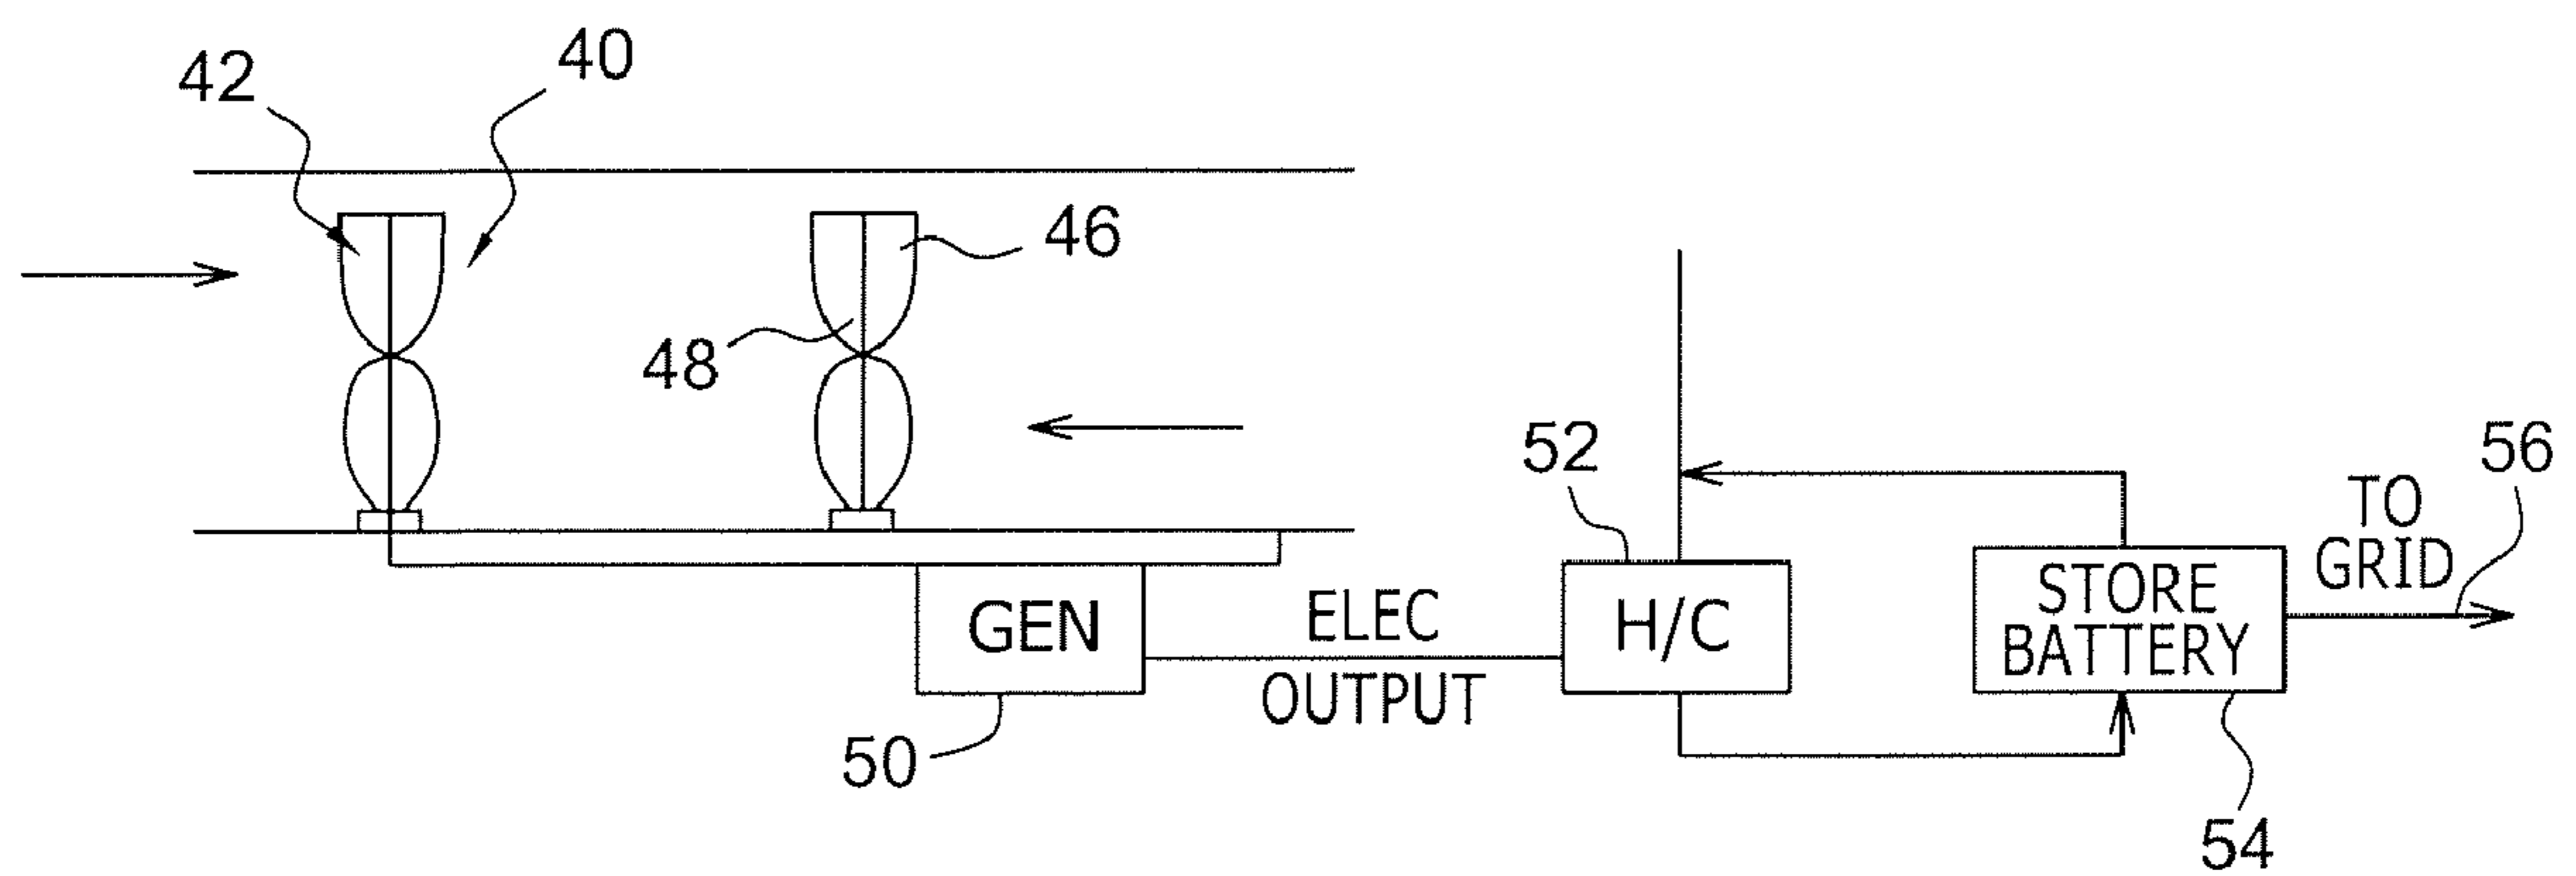 42
40
46
48
52
56
TO
GRID
STORE
BATTERY
GEN
ELEC
OUTPUT
H/C
50
54